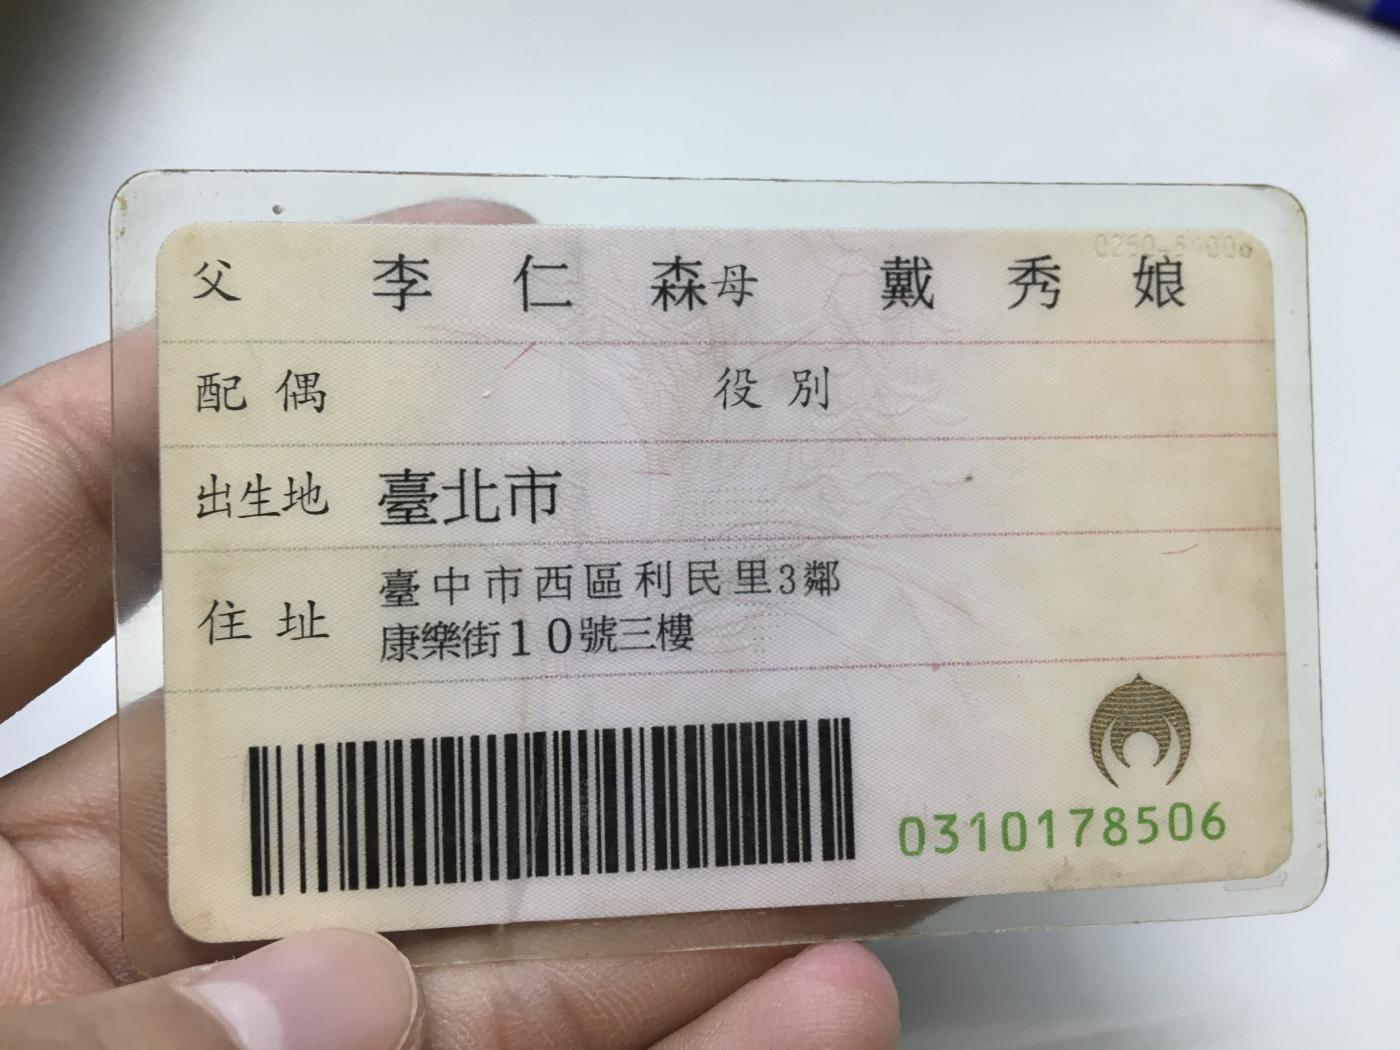 父 李仁森 母 戴秀娘
配偶 役別
出生地 臺北市
住址 臺中市西區利民里3鄰
康樂街10號三樓
0310178506